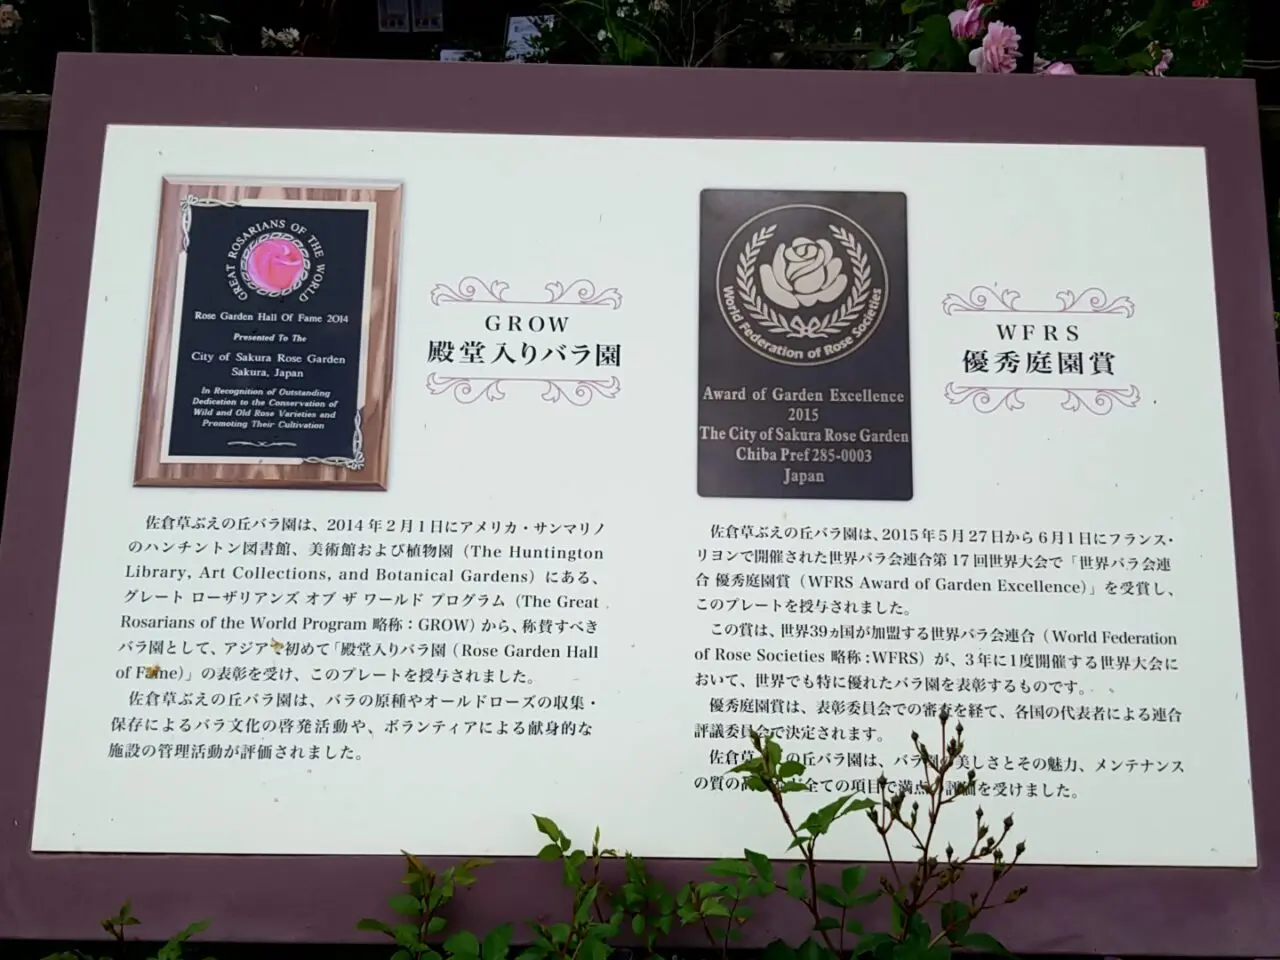 GREAT ROSARIANS OF THE WORLD
Rose Garden Hall Of Fame 2014
Presented To The
City of Sakura Rose Garden
Sakura, Japan
In Recognition of Outstanding
Dedication to the Conservation of
Wild and Old Rose Varieties and
Promoting Their Cultivation
GROW
殿堂入りバラ園
佐倉草ぶえの丘バラ園は、2014年2月1日にアメリカ・サンマリノ
のハンチントン図書館、美術館および植物園（The Huntington
Library, Art Collections, and Botanical Gardens）にある、
グレート ローザリアンズ オブ ザ ワールド プログラム（The Great
Rosarians of the World Program 略称：GROW）から、称賛すべき
バラ園として、アジアで初めて「殿堂入りバラ園（Rose Garden Hall
of Fame）」の表彰を受け、このプレートを授与されました。
佐倉草ぶえの丘バラ園は、バラの原種やオールドローズの収集・
保存によるバラ文化の啓発活動や、ボランティアによる献身的な
施設の管理活動が評価されました。
World Federation of Rose Societies
Award of Garden Excellence
2015
The City of Sakura Rose Garden
Chiba Pref 285-0003
Japan
WFRS
優秀庭園賞
佐倉草ぶえの丘バラ園は、2015年5月27日から6月1日にフランス・
リヨンで開催された世界バラ会連合第17回世界大会で「世界バラ会連
合 優秀庭園賞（WFRS Award of Garden Excellence）」を受賞し、
このプレートを授与されました。
この賞は、世界39ヵ国が加盟する世界バラ会連合（World Federation
of Rose Societies 略称：WFRS）が、3年に1度開催する世界大会に
おいて、世界でも特に優れたバラ園を表彰するものです。
優秀庭園賞は、表彰委員会での審査を経て、各国の代表者による連合
評議委員会で決定されます。
佐倉草の丘バラ園は、バラ園の美しさとその魅力、メンテナンス
の質の全ての項目で満点の評価を受けました。